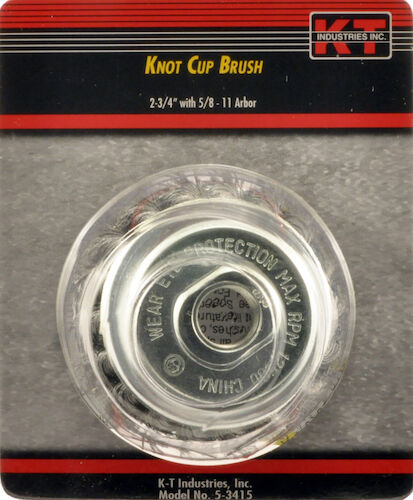 K-T
INDUSTRIES INC.
KNOT CUP BRUSH
2-3/4" with 5/8 - 11 Arbor
WEAR EYE PROTECTION MAX RPM
CHINA
K-T Industries, Inc.
Model No. 5-3415